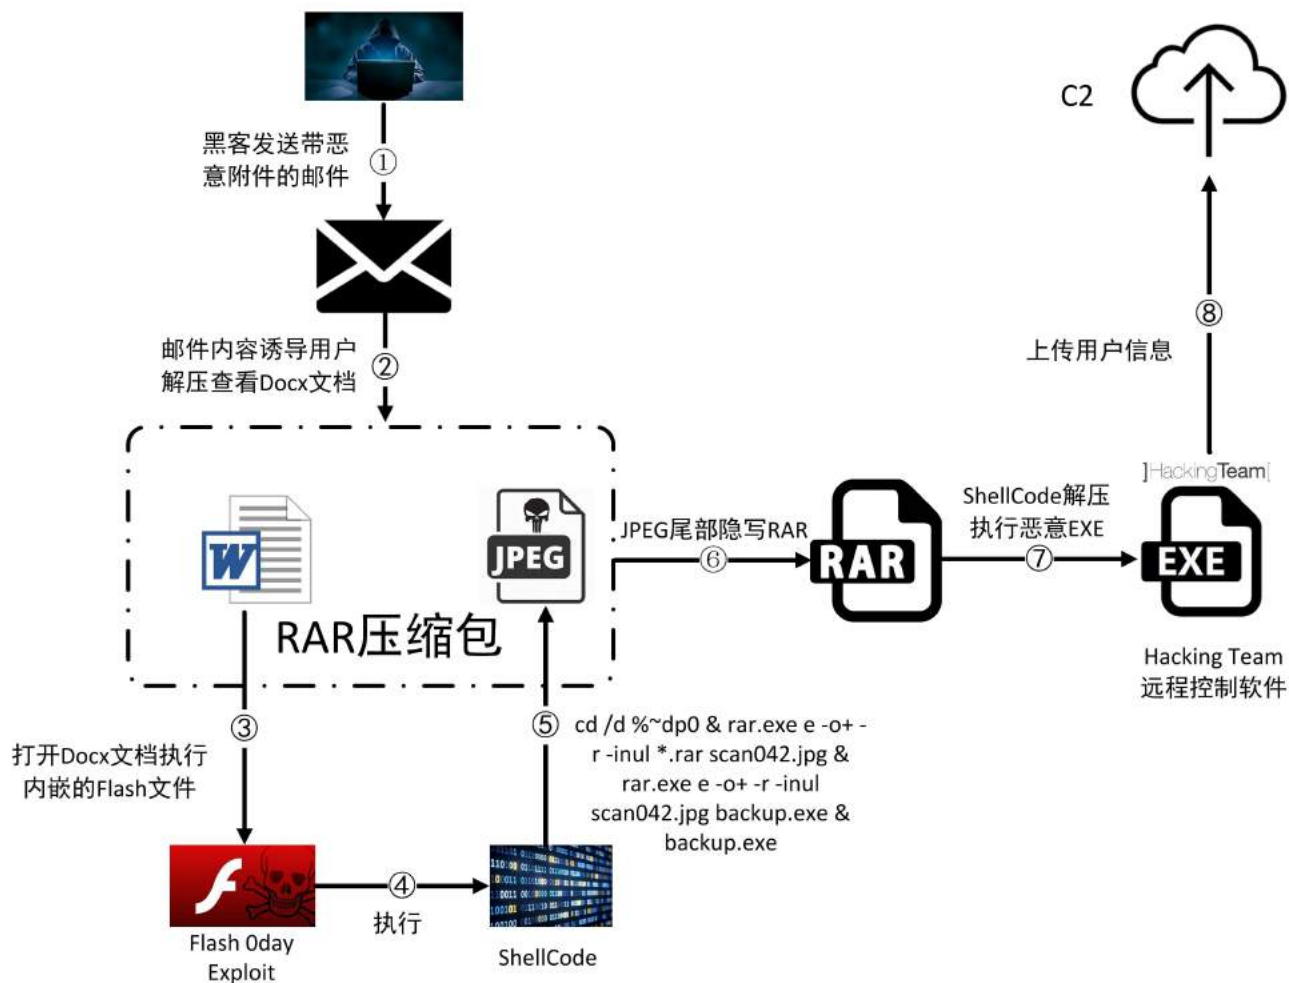 黑客发送带恶
意附件的邮件
①
邮件内容诱导用户
解压查看Docx文档
②
C2
上传用户信息
⑧
W
JPEG
RAR压缩包
JPEG尾部隐写RAR
⑥
RAR
ShellCode解压
执行恶意EXE
⑦
]HackingTeam[
EXE
Hacking Team
远程控制软件
③
打开Docx文档执行
内嵌的Flash文件
⑤
cd /d %~dp0 & rar.exe e -o+ -
r -inul *.rar scan042.jpg &
rar.exe e -o+ -r -inul
scan042.jpg backup.exe &
backup.exe
④
执行
Flash 0day
Exploit
ShellCode